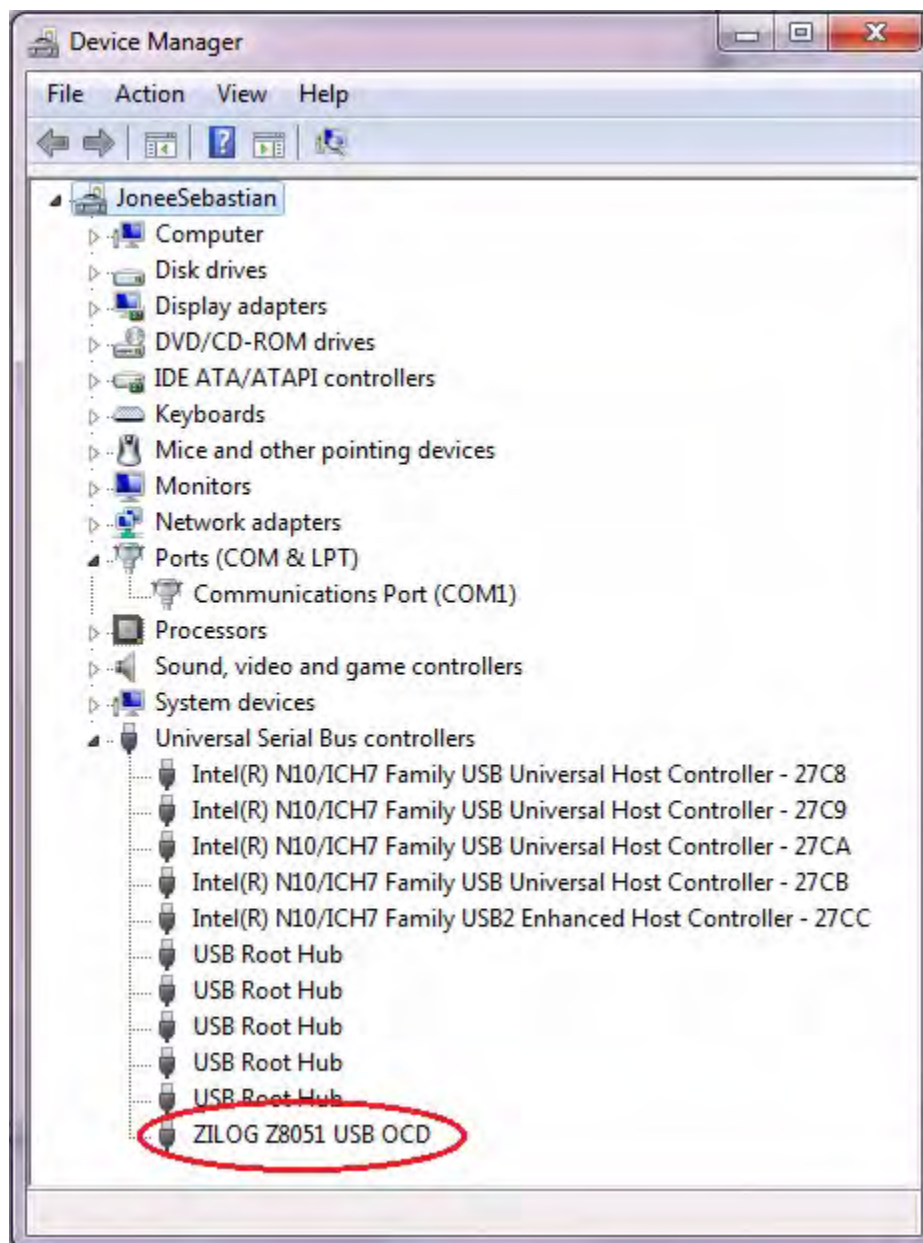 Device Manager
File Action View Help
JoneeSebastian
Computer
Disk drives
Display adapters
DVD/CD-ROM drives
IDE ATA/ATAPI controllers
Keyboards
Mice and other pointing devices
Monitors
Network adapters
Ports (COM & LPT)
Communications Port (COM1)
Processors
Sound, video and game controllers
System devices
Universal Serial Bus controllers
Intel(R) N10/ICH7 Family USB Universal Host Controller - 27C8
Intel(R) N10/ICH7 Family USB Universal Host Controller - 27C9
Intel(R) N10/ICH7 Family USB Universal Host Controller - 27CA
Intel(R) N10/ICH7 Family USB Universal Host Controller - 27CB
Intel(R) N10/ICH7 Family USB2 Enhanced Host Controller - 27CC
USB Root Hub
USB Root Hub
USB Root Hub
USB Root Hub
USB Root Hub
ZILOG Z8051 USB OCD